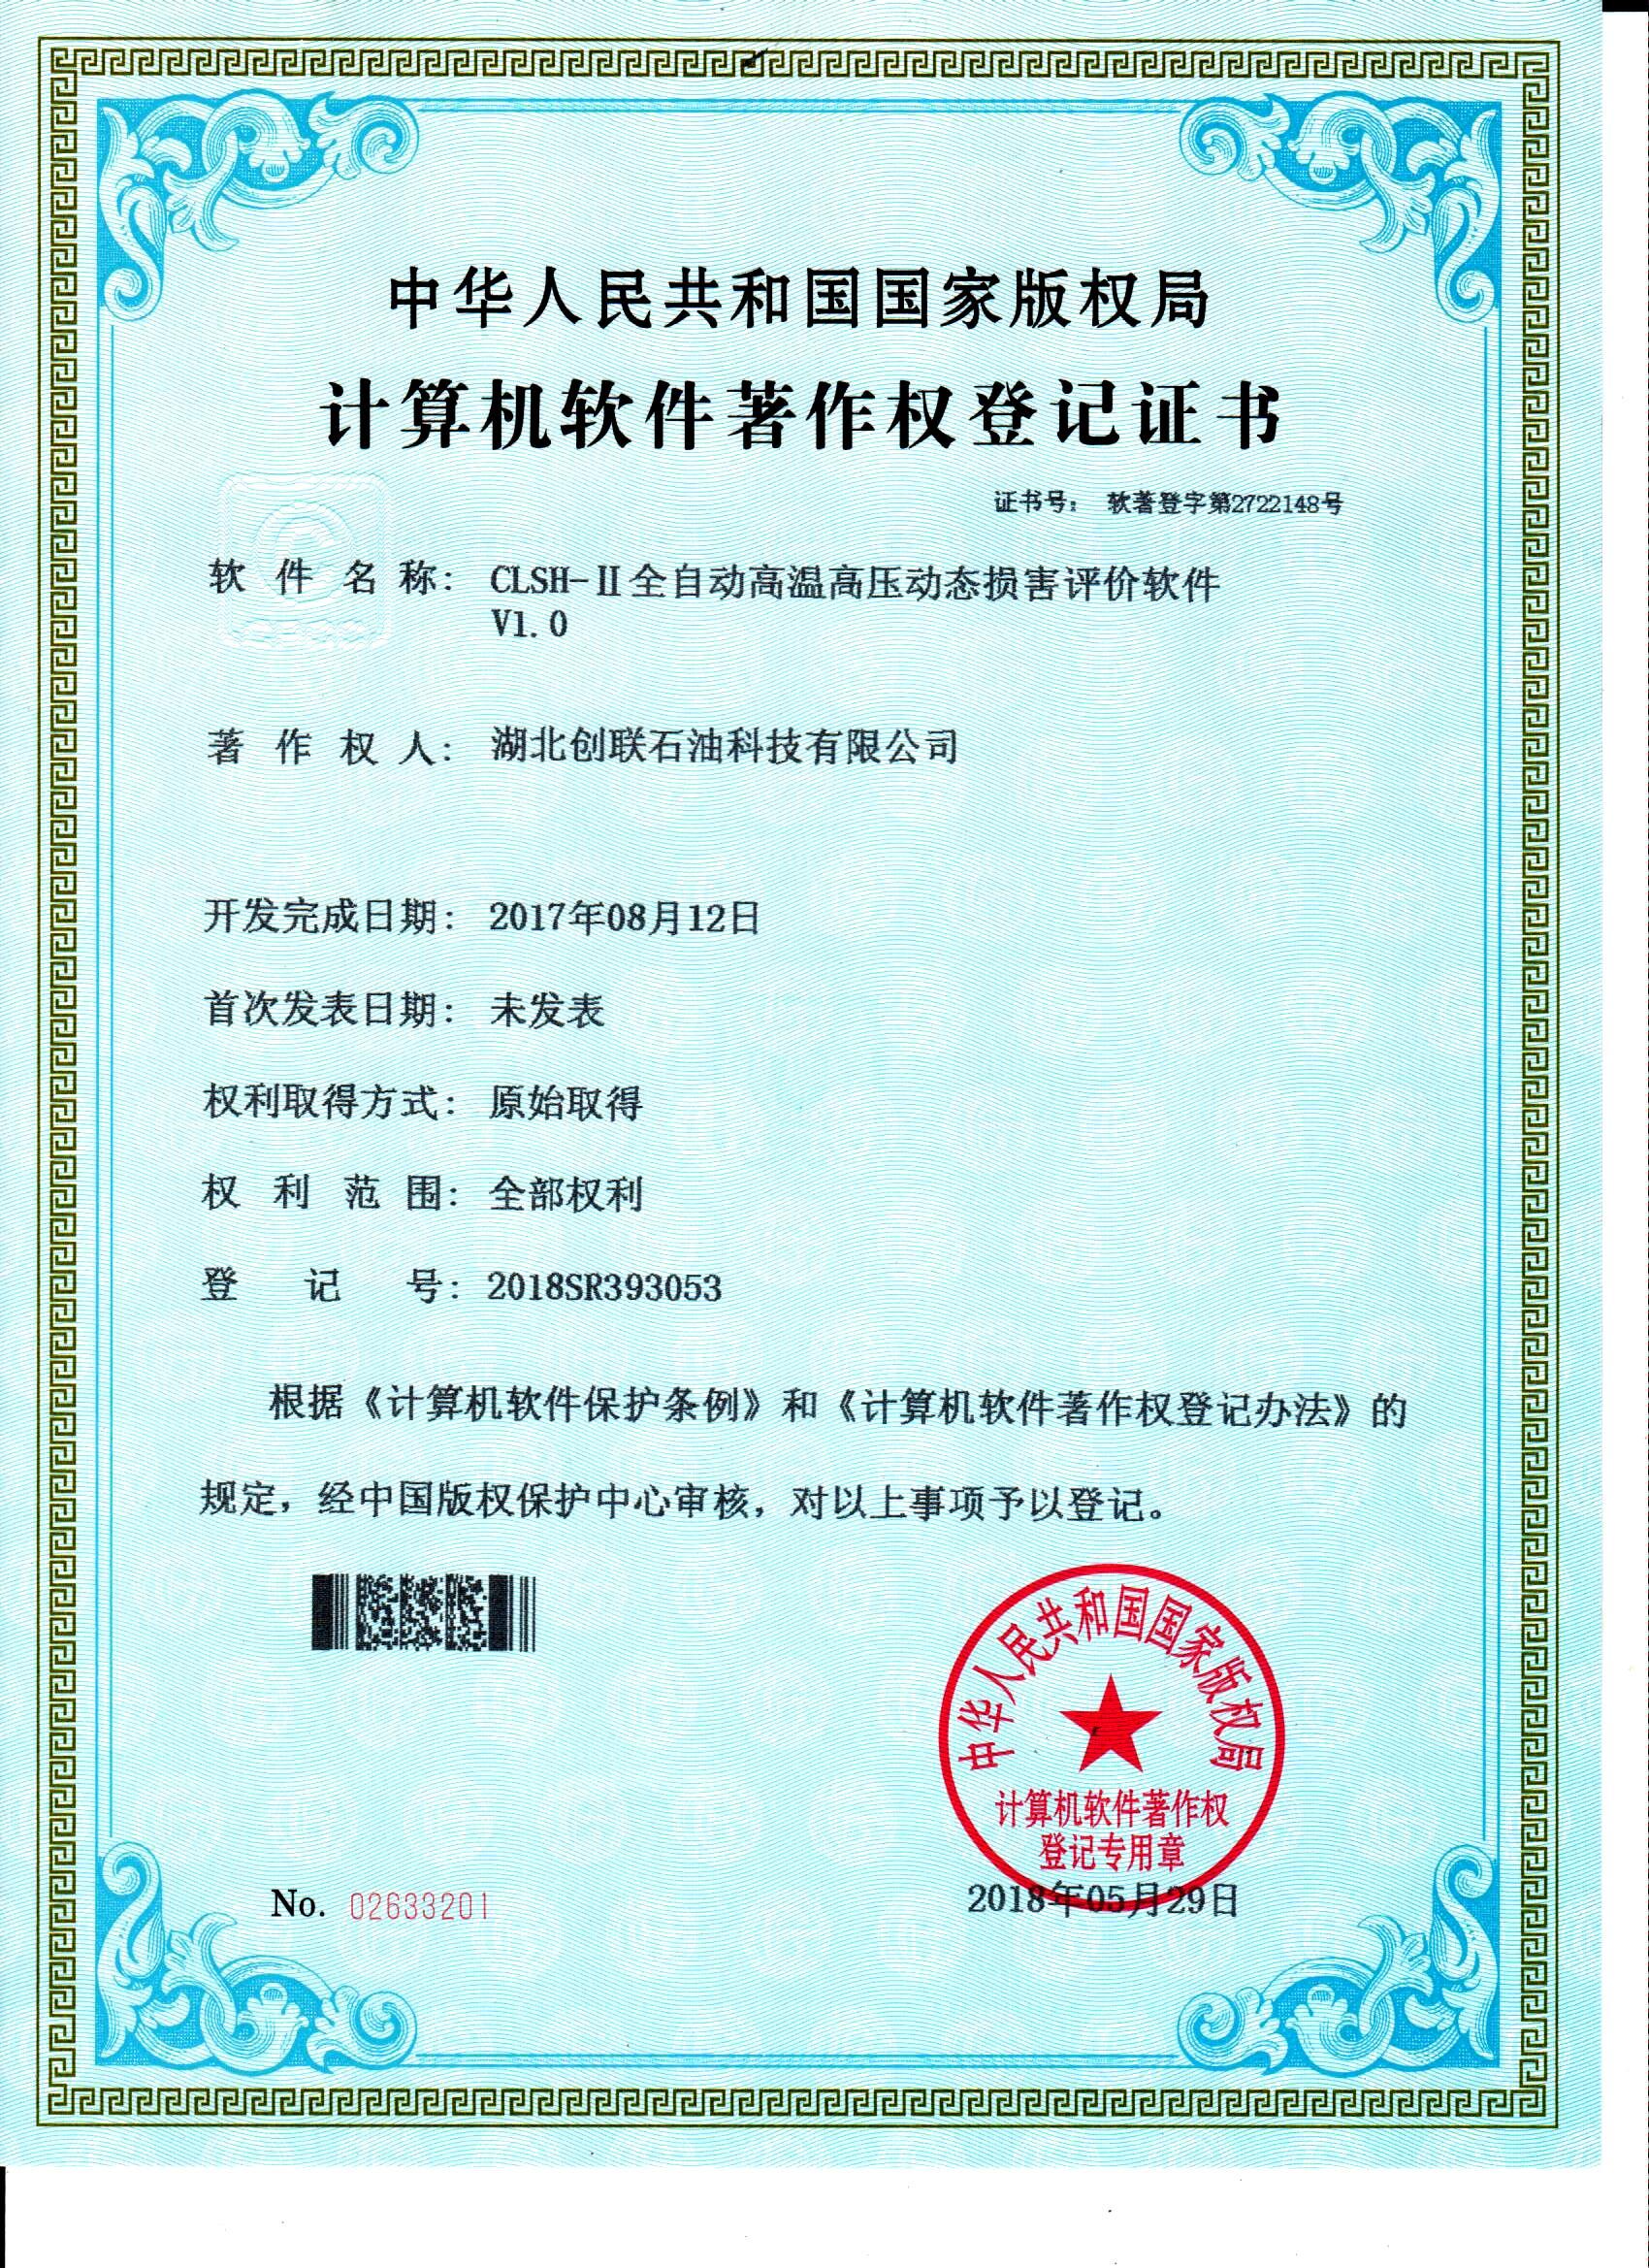 中华人民共和国国家版权局
计算机软件著作权登记证书
证书号： 软著登字第2722148号
软件名称： CLSH-Ⅱ全自动高温高压动态损害评价软件
V1.0
著作权人： 湖北创联石油科技有限公司
开发完成日期： 2017年08月12日
首次发表日期： 未发表
权利取得方式： 原始取得
权利范围： 全部权利
登记号： 2018SR393053
根据《计算机软件保护条例》和《计算机软件著作权登记办法》的
规定，经中国版权保护中心审核，对以上事项予以登记。
中华人民共和国国家版权局
计算机软件著作权
登记专用章
No. 02633201
2018年05月29日